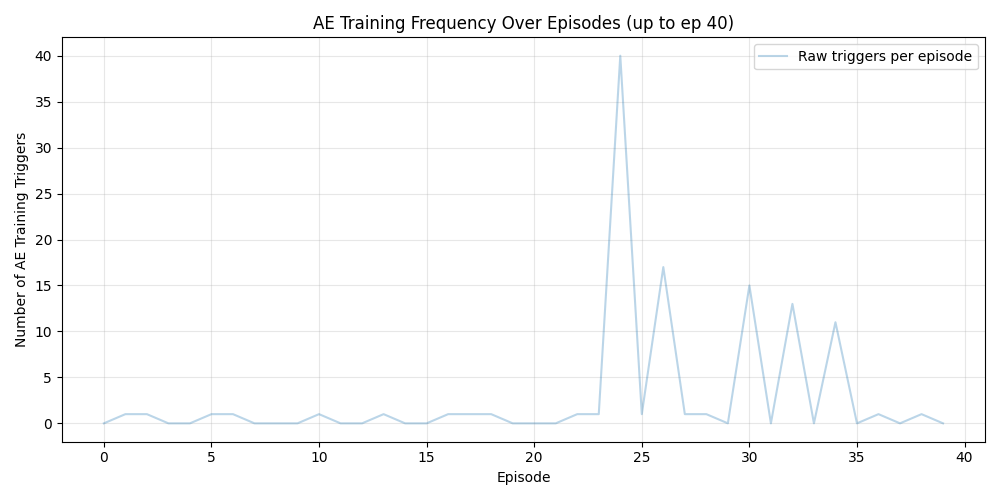 AE Training Frequency Over Episodes (up to ep 40)
Raw triggers per episode
Number of AE Training Triggers
40
35
30
25
20
15
10
5
0
0 5 10 15 20 25 30 35 40
Episode